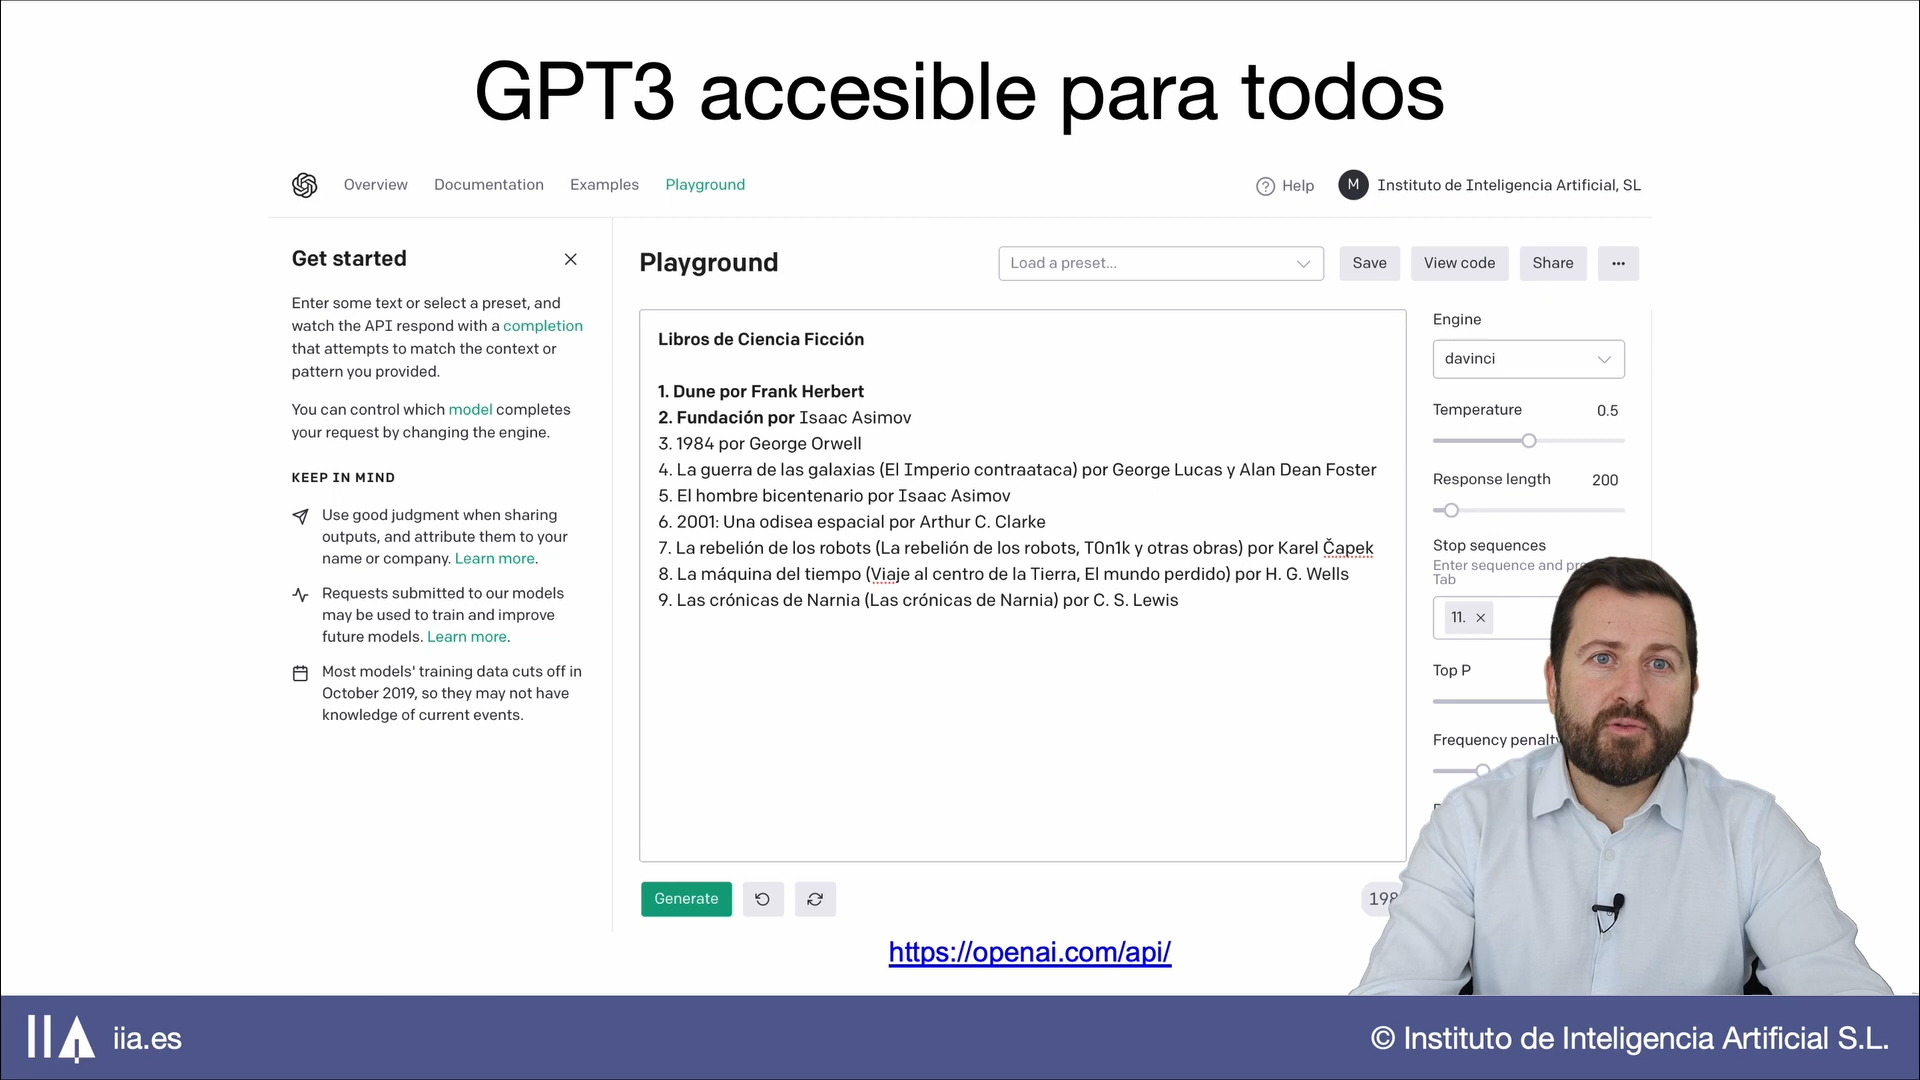 GPT3 accesible para todos
Overview Documentation Examples Playground
Help M Instituto de Inteligencia Artificial, SL
Get started
Enter some text or select a preset, and
watch the API respond with a completion
that attempts to match the context or
pattern you provided.
You can control which model completes
your request by changing the engine.
KEEP IN MIND
Use good judgment when sharing
outputs, and attribute them to your
name or company. Learn more.
Requests submitted to our models
may be used to train and improve
future models. Learn more.
Most models' training data cuts off in
October 2019, so they may not have
knowledge of current events.
Playground
Load a preset... Save View code Share ...
Libros de Ciencia Ficción
1. Dune por Frank Herbert
2. Fundación por Isaac Asimov
3. 1984 por George Orwell
4. La guerra de las galaxias (El Imperio contraataca) por George Lucas y Alan Dean Foster
5. El hombre bicentenario por Isaac Asimov
6. 2001: Una odisea espacial por Arthur C. Clarke
7. La rebelión de los robots (La rebelión de los robots, T0n1k y otras obras) por Karel Čapek
8. La máquina del tiempo (Viaje al centro de la Tierra, El mundo perdido) por H. G. Wells
9. Las crónicas de Narnia (Las crónicas de Narnia) por C. S. Lewis
Generate
198
Engine
davinci
Temperature 0.5
Response length 200
Stop sequences
Enter sequence and
Tab
11. ×
Top P
Frequency penalty
https://openai.com/api/
IIA iia.es
© Instituto de Inteligencia Artificial S.L.